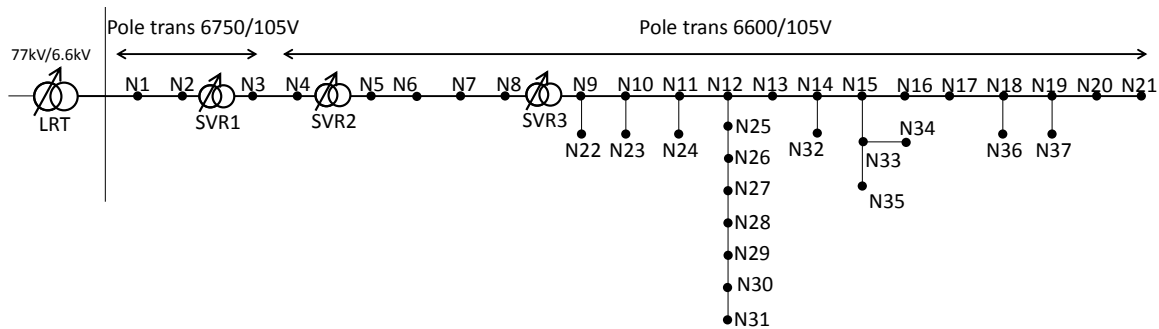 Pole trans 6750/105V
Pole trans 6600/105V
77kV/6.6kV
N1 N2 N3 N4 N5 N6 N7 N8 N9 N10 N11 N12 N13 N14 N15 N16 N17 N18 N19 N20 N21
LRT SVR1 SVR2 SVR3
N22 N23 N24 N25 N32 N34 N36 N37
N26 N33
N27 N35
N28
N29
N30
N31